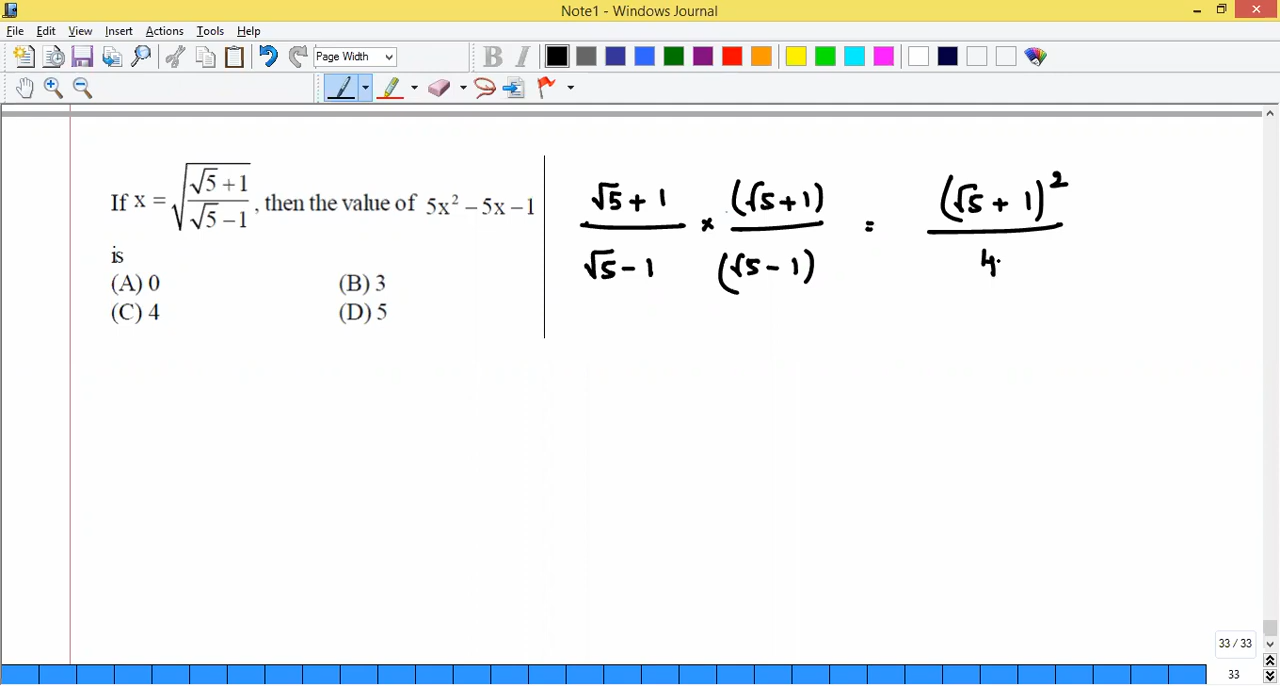 Note1 - Windows Journal
File Edit View Insert Actions Tools Help
Page Width B I
If x = √((√5 + 1)/(√5 − 1)), then the value of 5x² − 5x − 1
is
(A) 0 (B) 3
(C) 4 (D) 5
(√5 + 1)/(√5 - 1) × (√5 + 1)/(√5 - 1) = (√5 + 1)²/4
33 / 33
33